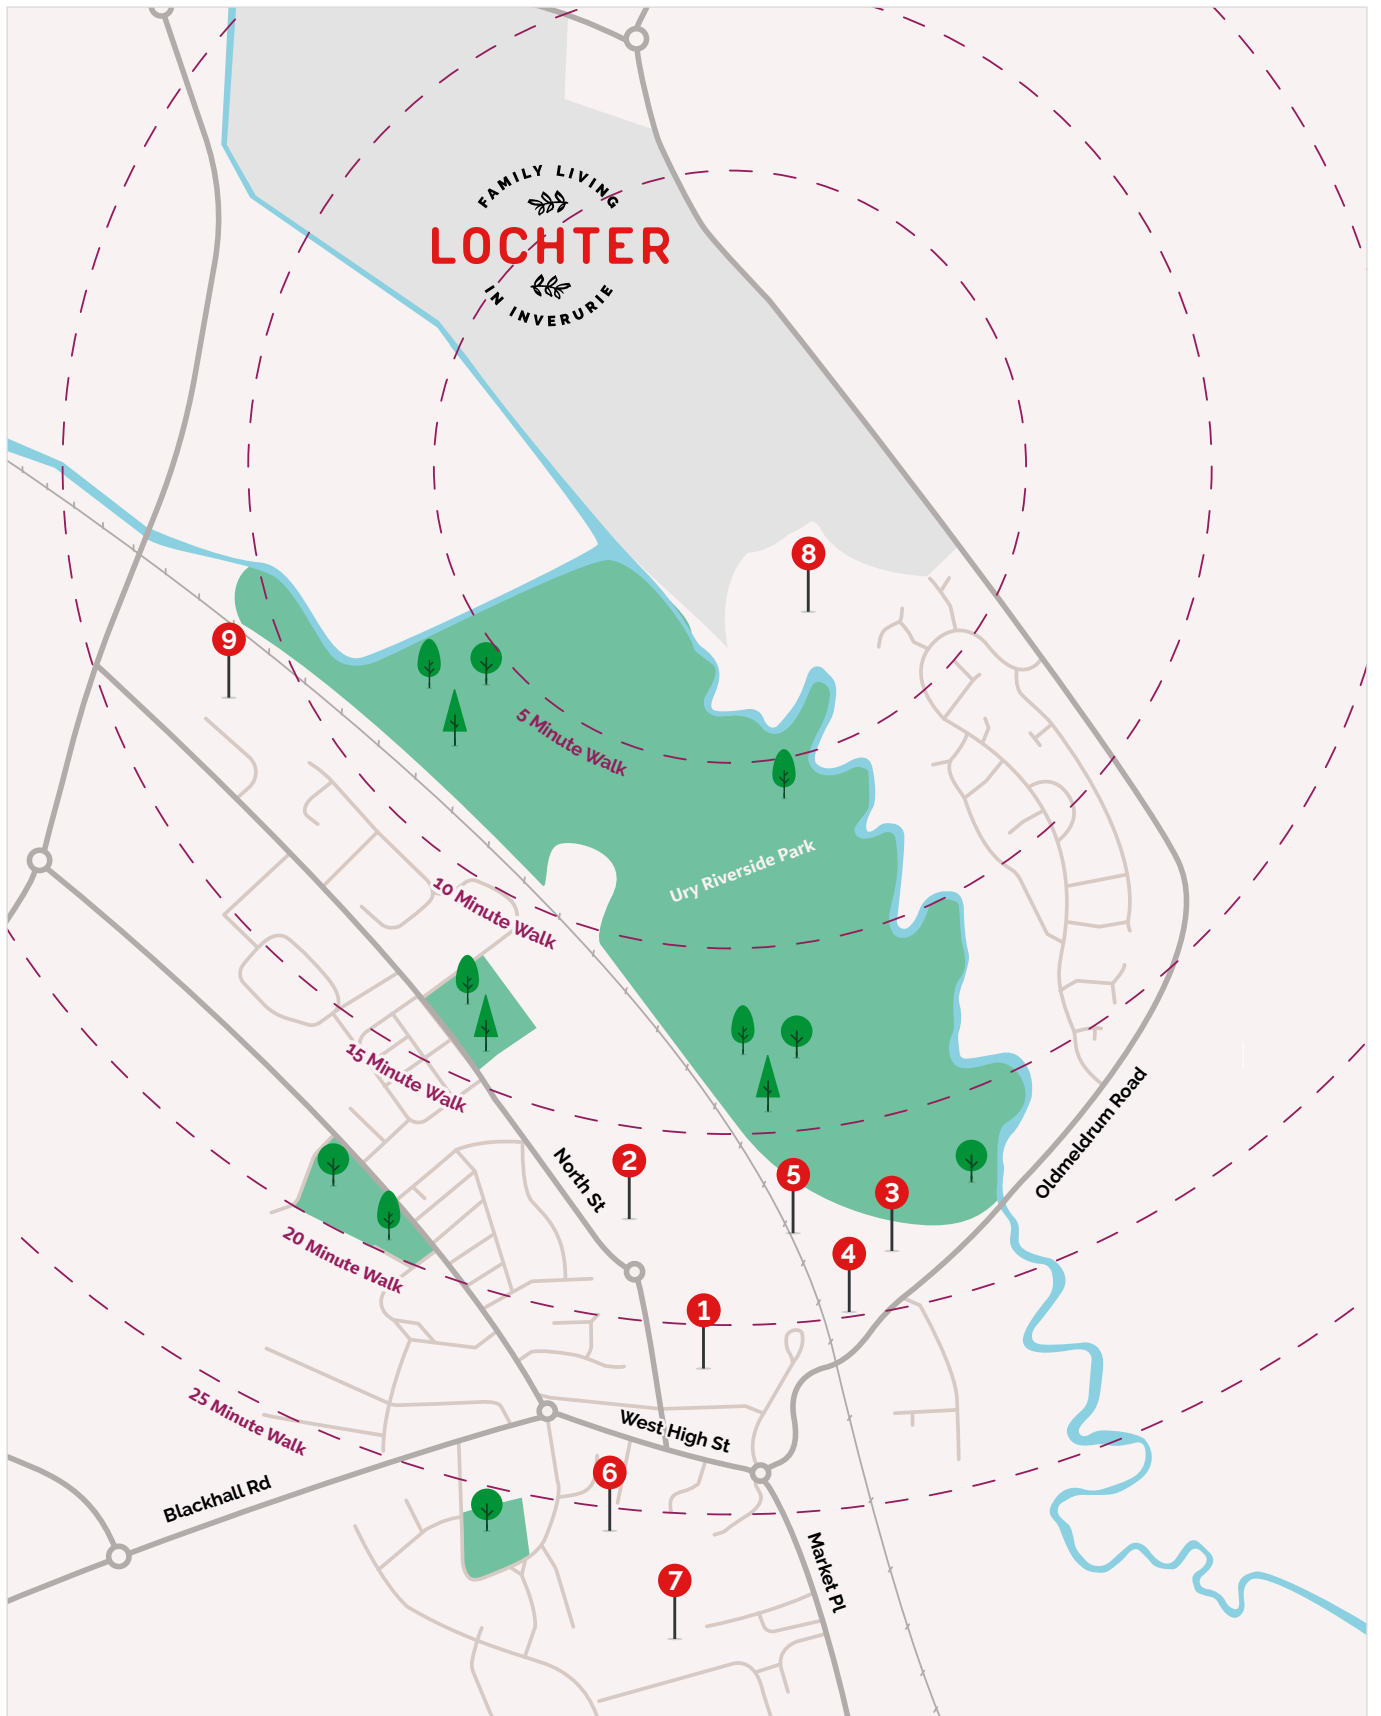 FAMILY LIVING
LOCHTER
IN INVERURIE
8
9
5 Minute Walk
Ury Riverside Park
10 Minute Walk
15 Minute Walk
Oldmeldrum Road
North St
2
5
3
20 Minute Walk
4
1
25 Minute Walk
West High St
6
Blackhall Rd
Market Pl
7